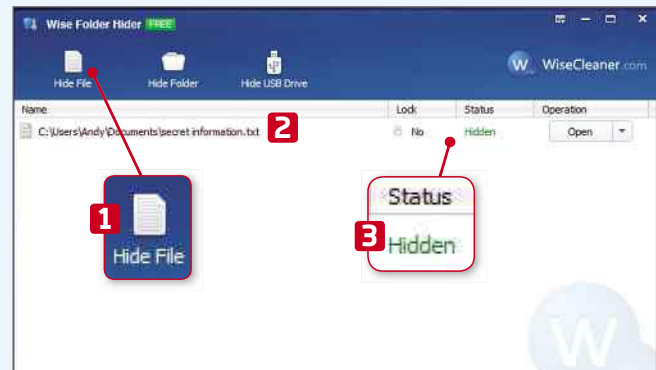 Wise Folder Hider FREE
Hide File
Hide Folder
Hide USB Drive
W WiseCleaner.com
Name Lock Status Operation
C:\Users\Andy\Documents\secret information.txt 2 No Hidden Open
1
Hide File
Status
3
Hidden
W